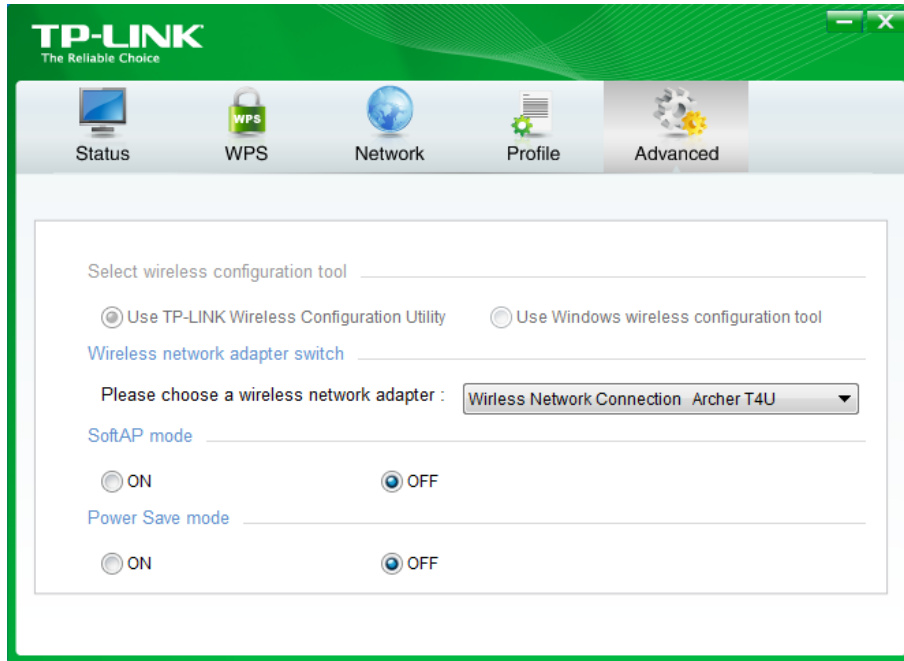 TP-LINK
The Reliable Choice
WPS
Status WPS Network Profile Advanced
Select wireless configuration tool
Use TP-LINK Wireless Configuration Utility Use Windows wireless configuration tool
Wireless network adapter switch
Please choose a wireless network adapter : Wirless Network Connection Archer T4U
SoftAP mode
ON OFF
Power Save mode
ON OFF